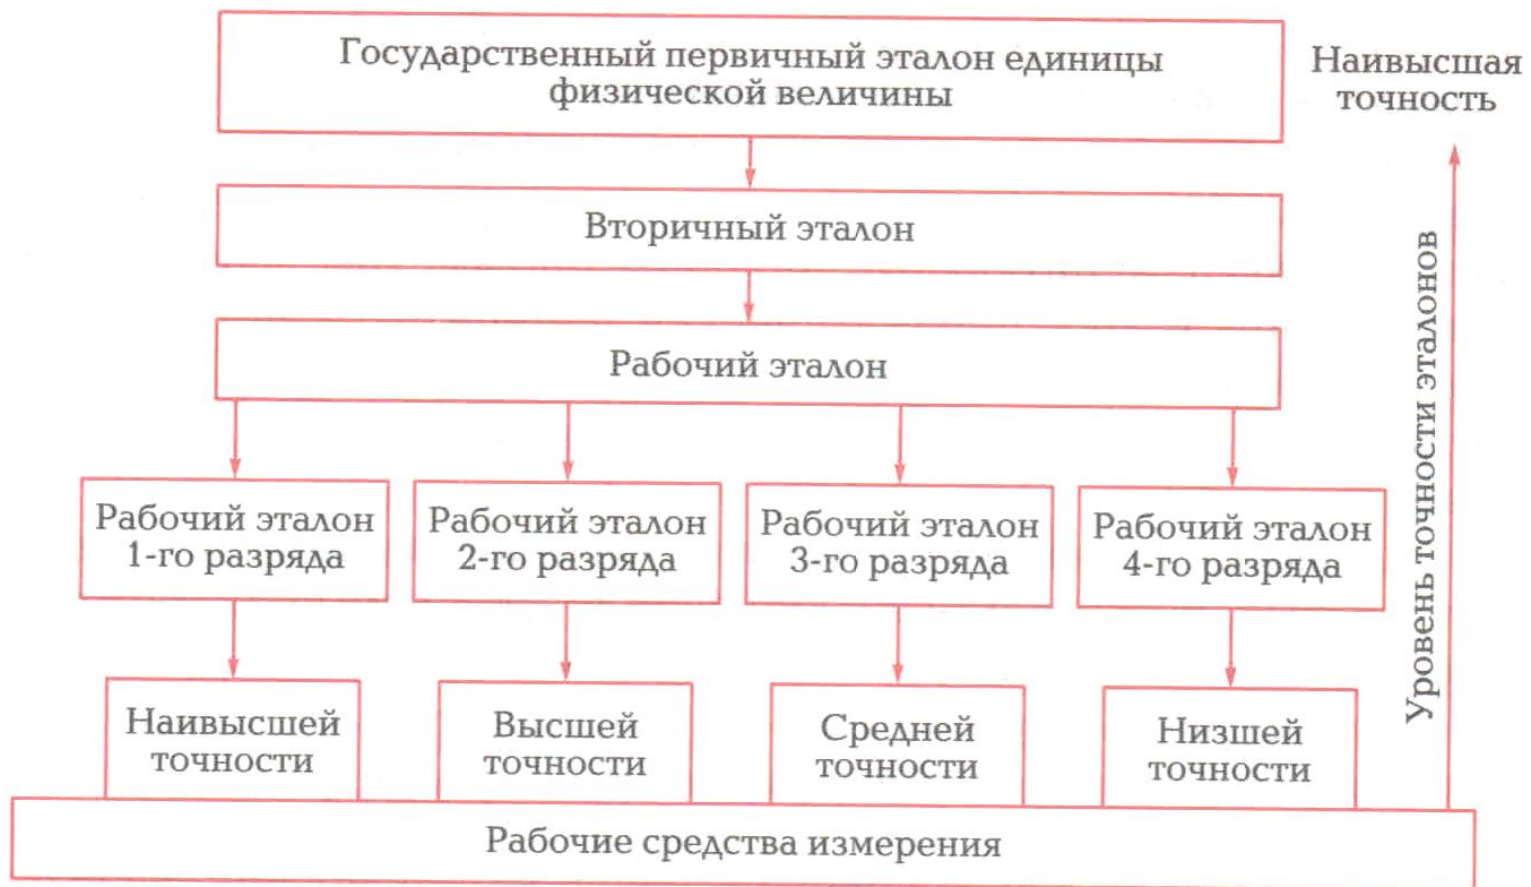 Государственный первичный эталон единицы
физической величины
Наивысшая
точность
Вторичный эталон
Рабочий эталон
Уровень точности эталонов
Рабочий эталон
1-го разряда
Рабочий эталон
2-го разряда
Рабочий эталон
3-го разряда
Рабочий эталон
4-го разряда
Наивысшей
точности
Высшей
точности
Средней
точности
Низшей
точности
Рабочие средства измерения